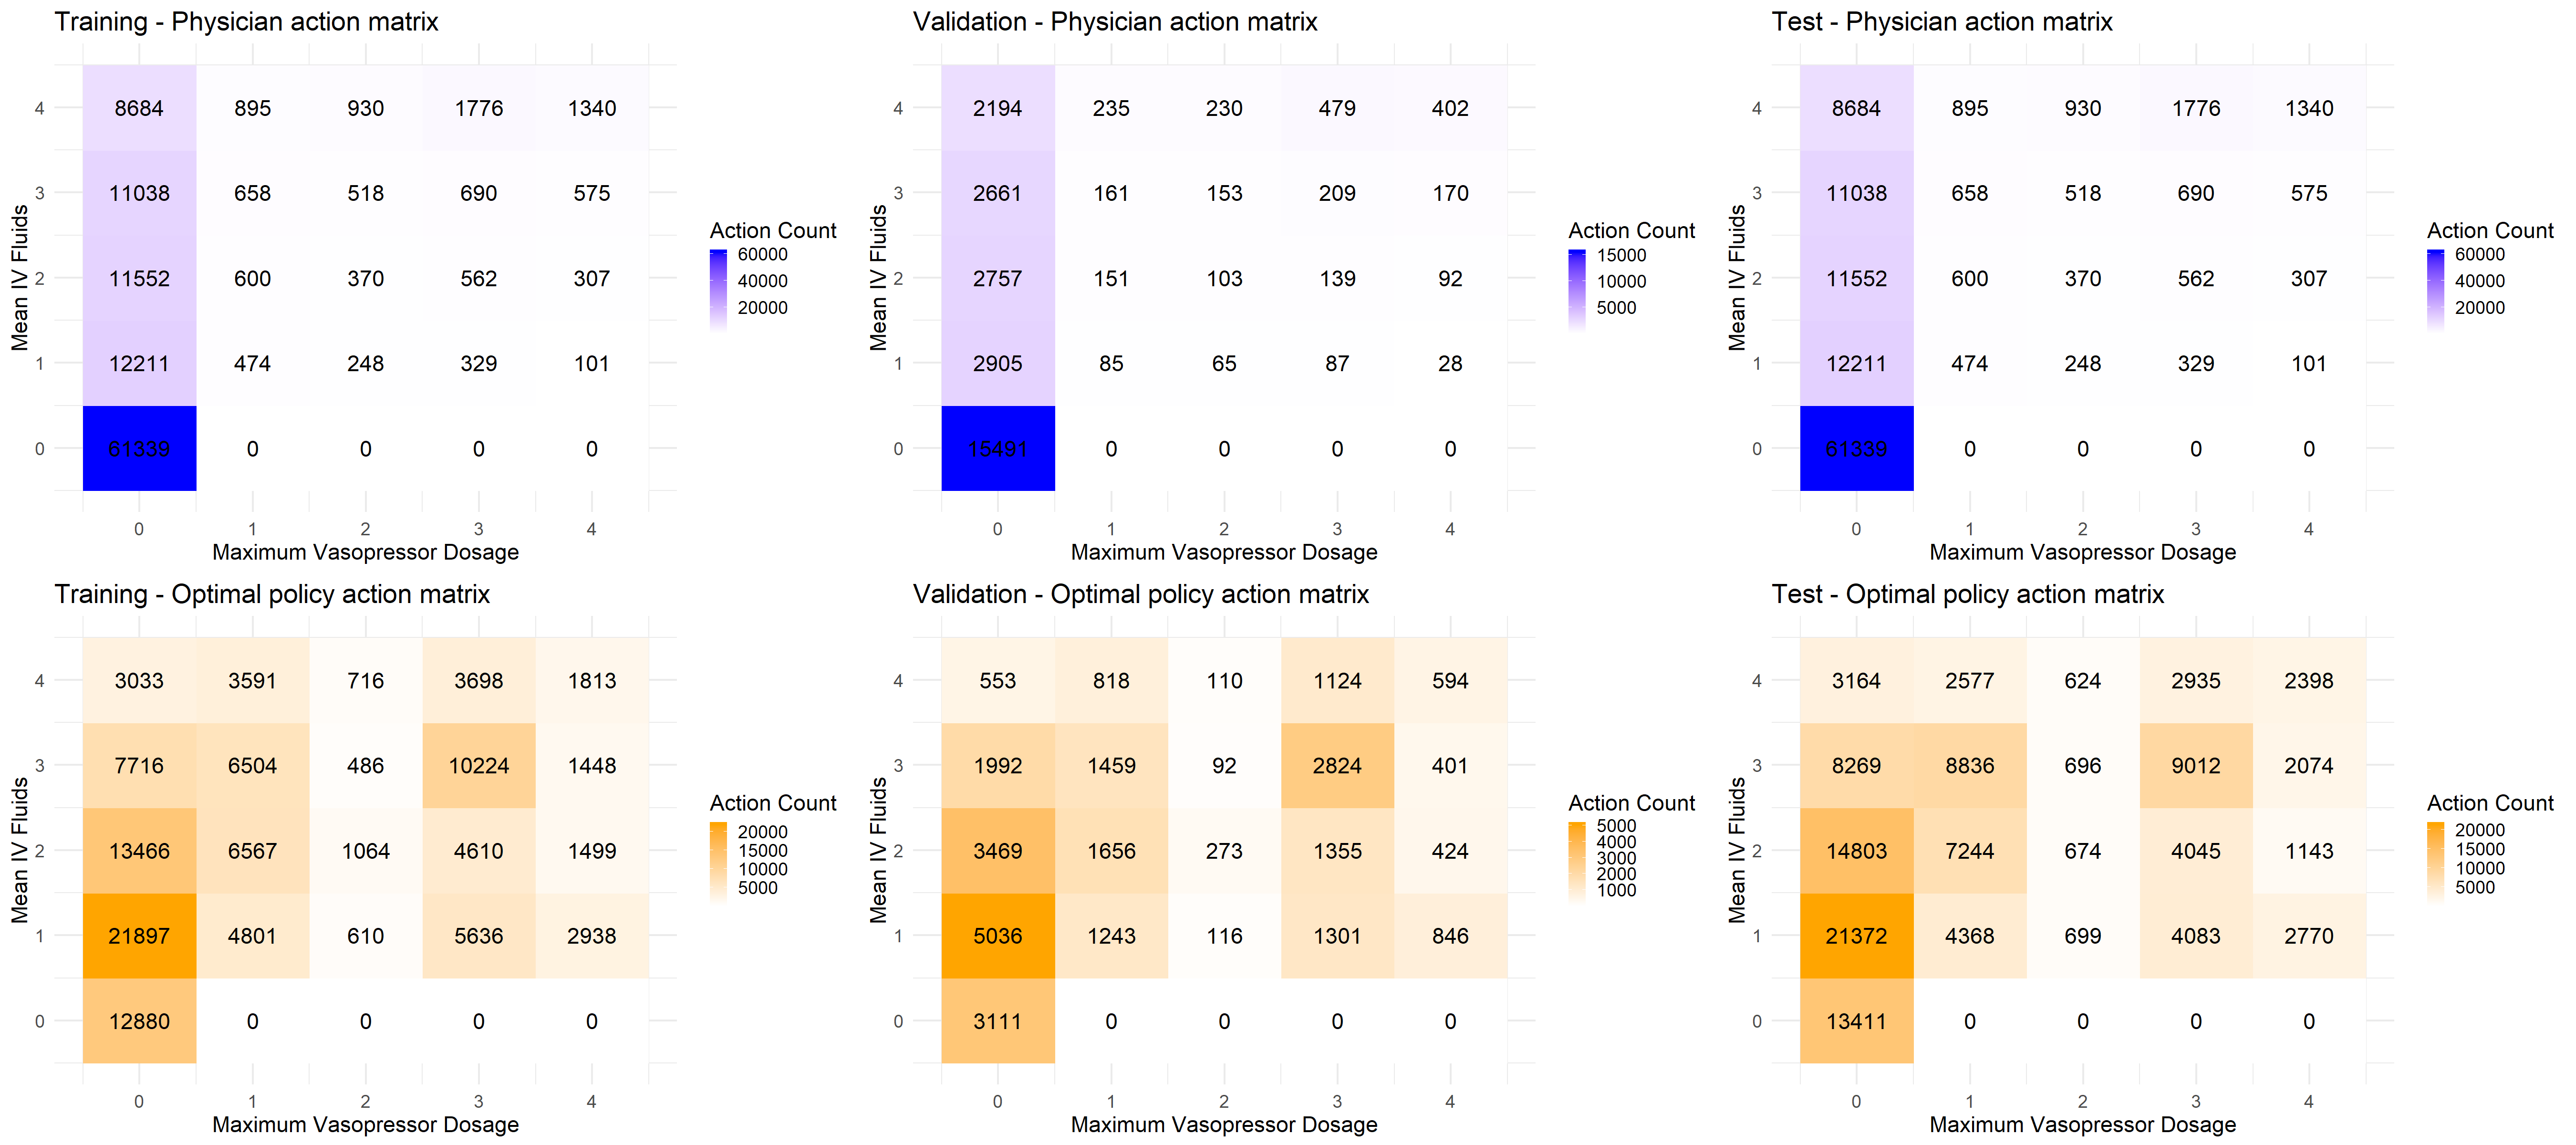 Training - Physician action matrix
Mean IV Fluids
4 8684 895 930 1776 1340
3 11038 658 518 690 575
2 11552 600 370 562 307
1 12211 474 248 329 101
0 61339 0 0 0 0
0 1 2 3 4
Maximum Vasopressor Dosage
Action Count
60000
40000
20000
Validation - Physician action matrix
Mean IV Fluids
4 2194 235 230 479 402
3 2661 161 153 209 170
2 2757 151 103 139 92
1 2905 85 65 87 28
0 15491 0 0 0 0
0 1 2 3 4
Maximum Vasopressor Dosage
Action Count
15000
10000
5000
Test - Physician action matrix
Mean IV Fluids
4 8684 895 930 1776 1340
3 11038 658 518 690 575
2 11552 600 370 562 307
1 12211 474 248 329 101
0 61339 0 0 0 0
0 1 2 3 4
Maximum Vasopressor Dosage
Action Count
60000
40000
20000
Training - Optimal policy action matrix
Mean IV Fluids
4 3033 3591 716 3698 1813
3 7716 6504 486 10224 1448
2 13466 6567 1064 4610 1499
1 21897 4801 610 5636 2938
0 12880 0 0 0 0
0 1 2 3 4
Maximum Vasopressor Dosage
Action Count
20000
15000
10000
5000
Validation - Optimal policy action matrix
Mean IV Fluids
4 553 818 110 1124 594
3 1992 1459 92 2824 401
2 3469 1656 273 1355 424
1 5036 1243 116 1301 846
0 3111 0 0 0 0
0 1 2 3 4
Maximum Vasopressor Dosage
Action Count
5000
4000
3000
2000
1000
Test - Optimal policy action matrix
Mean IV Fluids
4 3164 2577 624 2935 2398
3 8269 8836 696 9012 2074
2 14803 7244 674 4045 1143
1 21372 4368 699 4083 2770
0 13411 0 0 0 0
0 1 2 3 4
Maximum Vasopressor Dosage
Action Count
20000
15000
10000
5000